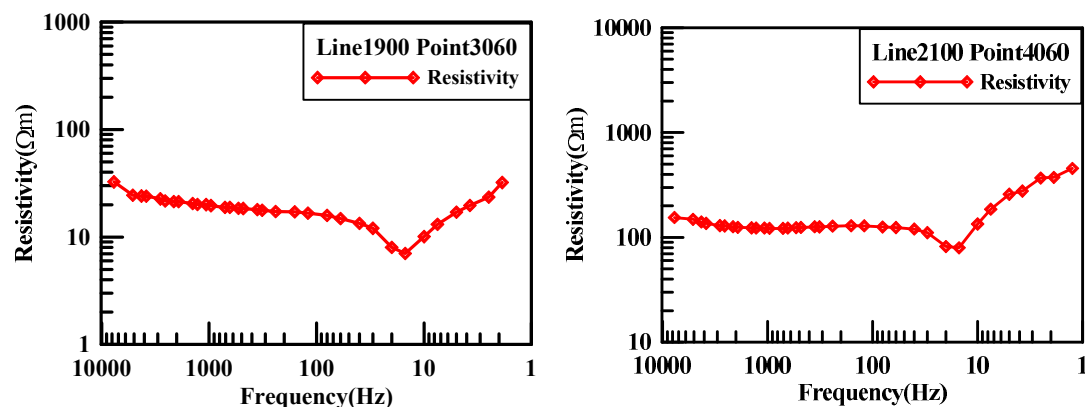 1000
100
10
1
Resistivity(Ωm)
Line1900 Point3060
Resistivity
10000 1000 100 10 1
Frequency(Hz)
10000
1000
100
10
Resistivity(Ωm)
Line2100 Point4060
Resistivity
10000 1000 100 10 1
Frequency(Hz)